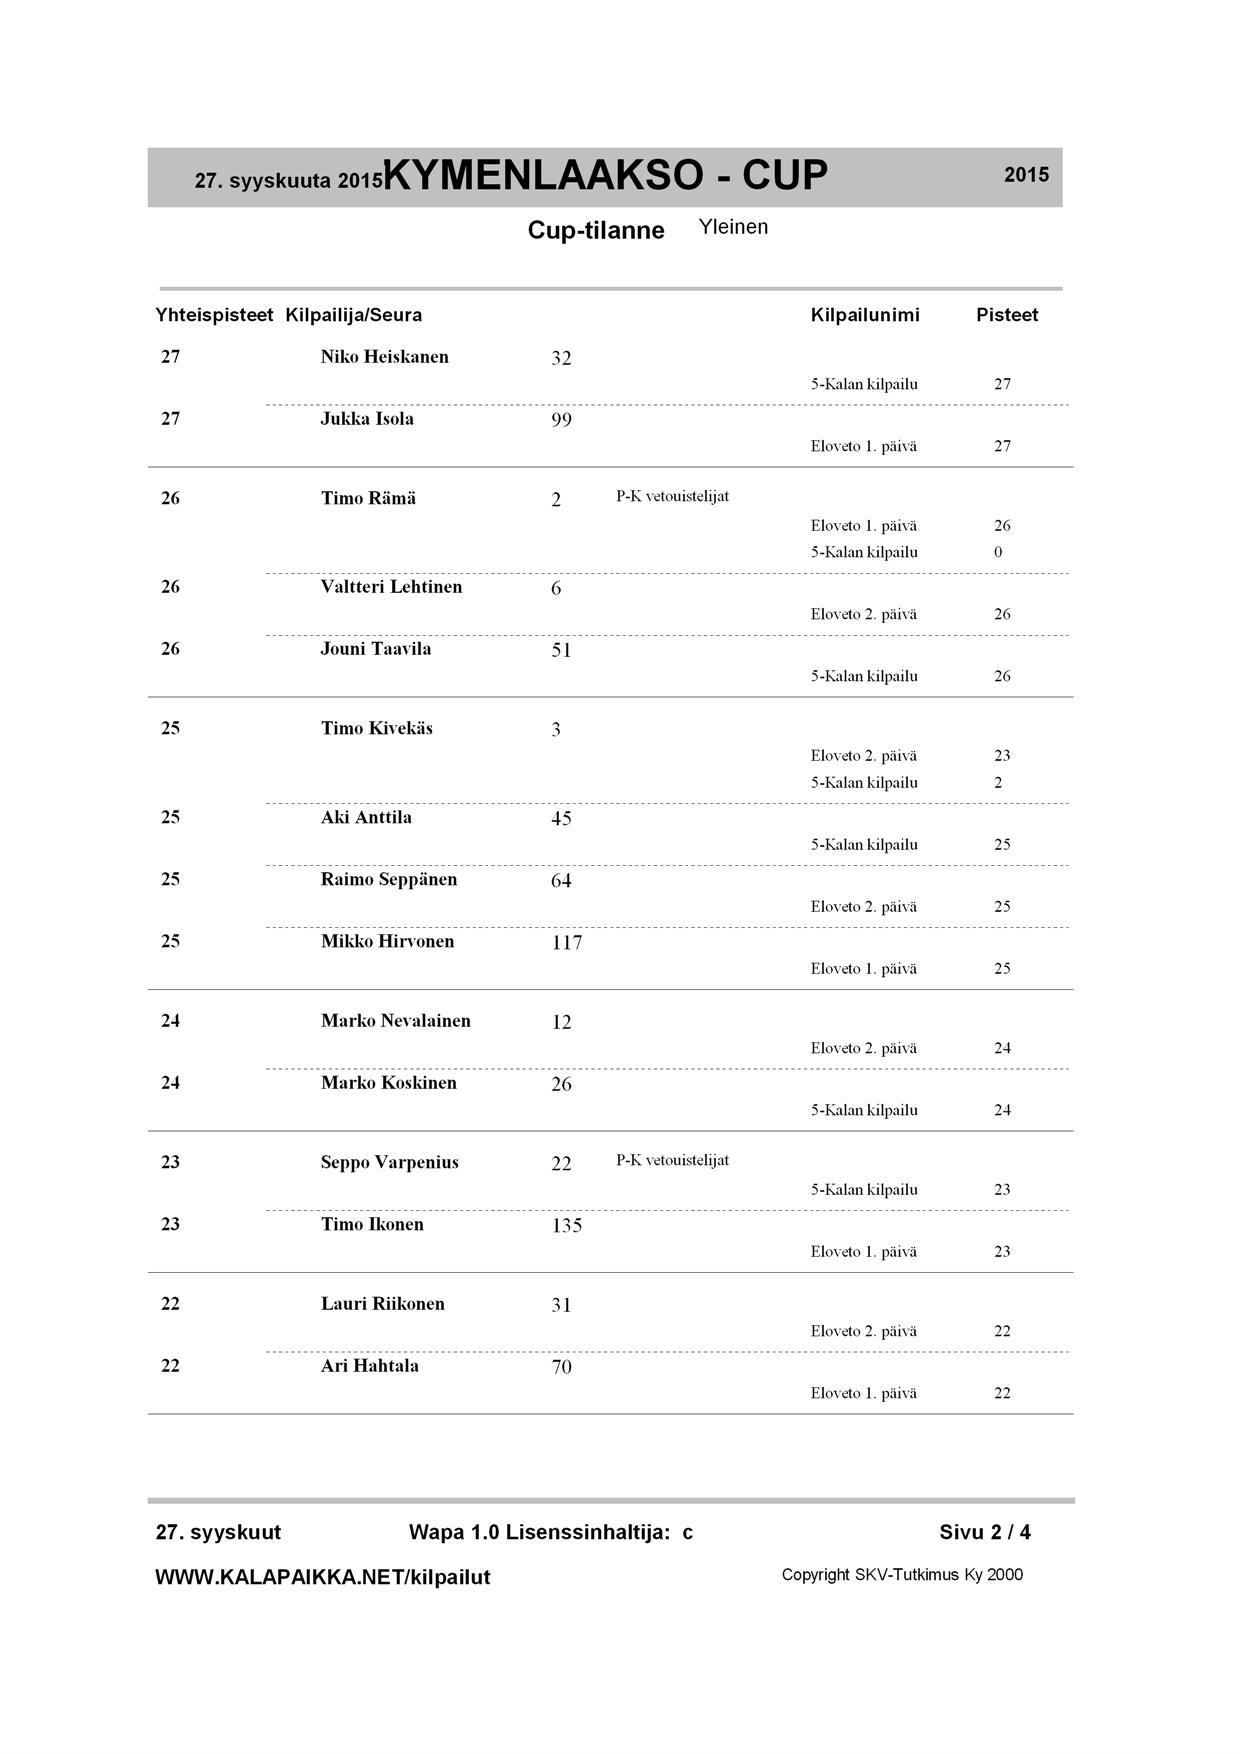 27. syyskuuta 2015 KYMENLAAKSO - CUP 2015
Cup-tilanne Yleinen
Yhteispisteet Kilpailija/Seura Kilpailunimi Pisteet
27 Niko Heiskanen 32
5-Kalan kilpailu 27
27 Jukka Isola 99
Eloveto 1. päivä 27
26 Timo Rämä 2 P-K vetouistelijat
Eloveto 1. päivä 26
5-Kalan kilpailu 0
26 Valtteri Lehtinen 6
Eloveto 2. päivä 26
26 Jouni Taavila 51
5-Kalan kilpailu 26
25 Timo Kivekäs 3
Eloveto 2. päivä 23
5-Kalan kilpailu 2
25 Aki Anttila 45
5-Kalan kilpailu 25
25 Raimo Seppänen 64
Eloveto 2. päivä 25
25 Mikko Hirvonen 117
Eloveto 1. päivä 25
24 Marko Nevalainen 12
Eloveto 2. päivä 24
24 Marko Koskinen 26
5-Kalan kilpailu 24
23 Seppo Varpenius 22 P-K vetouistelijat
5-Kalan kilpailu 23
23 Timo Ikonen 135
Eloveto 1. päivä 23
22 Lauri Riikonen 31
Eloveto 2. päivä 22
22 Ari Hahtala 70
Eloveto 1. päivä 22
27. syyskuut Wapa 1.0 Lisenssinhaltija: c Sivu 2 / 4
WWW.KALAPAIKKA.NET/kilpailut Copyright SKV-Tutkimus Ky 2000